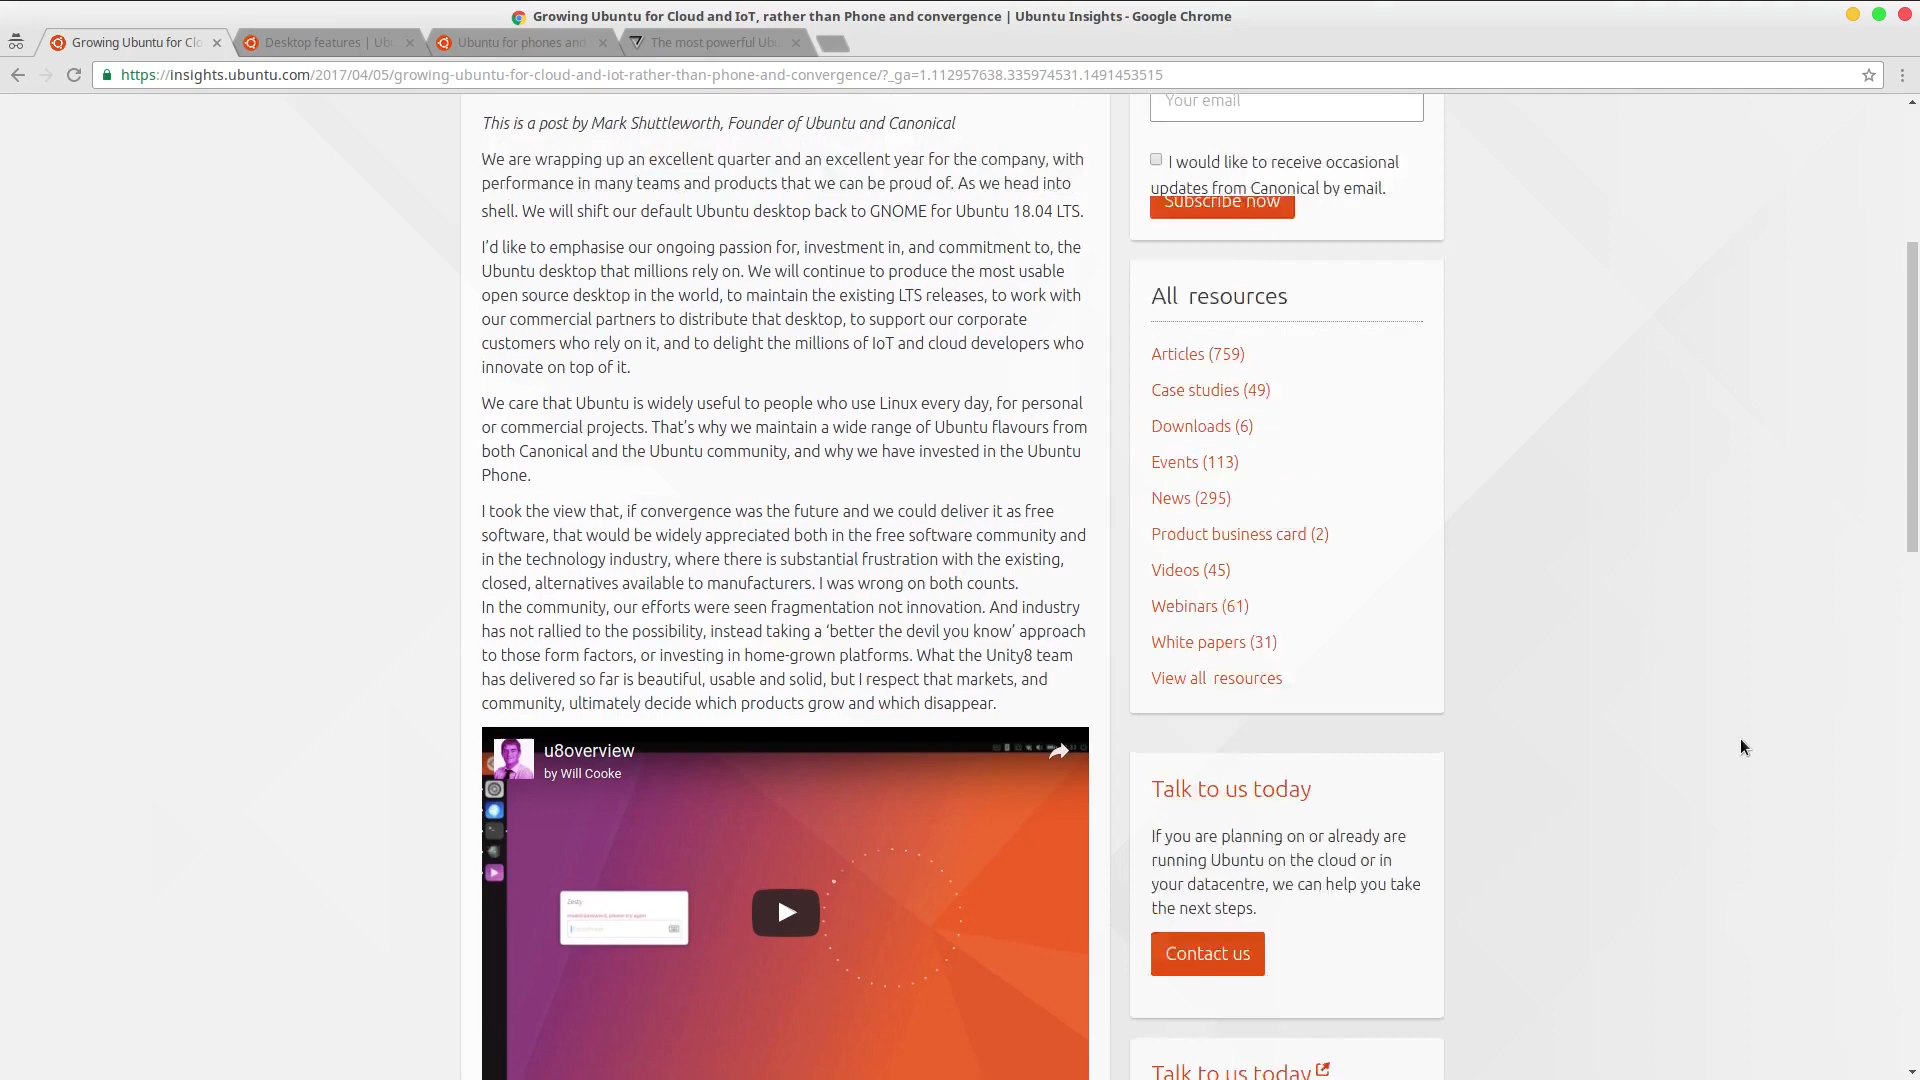 Growing Ubuntu for Cloud and IoT, rather than Phone and convergence | Ubuntu Insights - Google Chrome
Growing Ubuntu for Clo
Desktop features | Ub
Ubuntu for phones and
The most powerful Ubu
https://insights.ubuntu.com/2017/04/05/growing-ubuntu-for-cloud-and-iot-rather-than-phone-and-convergence/?_ga=1.112957638.335974531.1491453515
This is a post by Mark Shuttleworth, Founder of Ubuntu and Canonical
We are wrapping up an excellent quarter and an excellent year for the company, with
performance in many teams and products that we can be proud of. As we head into
shell. We will shift our default Ubuntu desktop back to GNOME for Ubuntu 18.04 LTS.
I’d like to emphasise our ongoing passion for, investment in, and commitment to, the
Ubuntu desktop that millions rely on. We will continue to produce the most usable
open source desktop in the world, to maintain the existing LTS releases, to work with
our commercial partners to distribute that desktop, to support our corporate
customers who rely on it, and to delight the millions of IoT and cloud developers who
innovate on top of it.
We care that Ubuntu is widely useful to people who use Linux every day, for personal
or commercial projects. That’s why we maintain a wide range of Ubuntu flavours from
both Canonical and the Ubuntu community, and why we have invested in the Ubuntu
Phone.
I took the view that, if convergence was the future and we could deliver it as free
software, that would be widely appreciated both in the free software community and
in the technology industry, where there is substantial frustration with the existing,
closed, alternatives available to manufacturers. I was wrong on both counts.
In the community, our efforts were seen fragmentation not innovation. And industry
has not rallied to the possibility, instead taking a ‘better the devil you know’ approach
to those form factors, or investing in home-grown platforms. What the Unity8 team
has delivered so far is beautiful, usable and solid, but I respect that markets, and
community, ultimately decide which products grow and which disappear.
u8overview
by Will Cooke
Zesty
Invalid password, please try again
Your email
I would like to receive occasional
updates from Canonical by email.
Subscribe now
All resources
Articles (759)
Case studies (49)
Downloads (6)
Events (113)
News (295)
Product business card (2)
Videos (45)
Webinars (61)
White papers (31)
View all resources
Talk to us today
If you are planning on or already are
running Ubuntu on the cloud or in
your datacentre, we can help you take
the next steps.
Contact us
Talk to us today